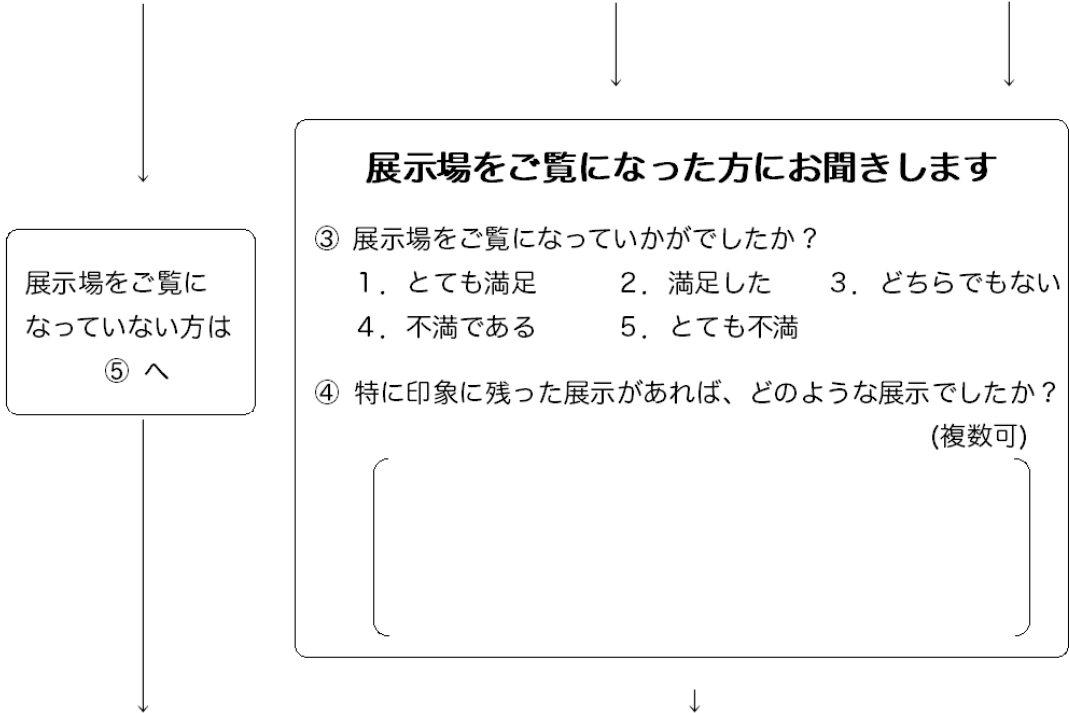 展示場をご覧になった方にお聞きします
③ 展示場をご覧になっていかがでしたか？
1．とても満足　2．満足した　3．どちらでもない
4．不満である　5．とても不満
④ 特に印象に残った展示があれば、どのような展示でしたか？
(複数可)
展示場をご覧に
なっていない方は
⑤ へ